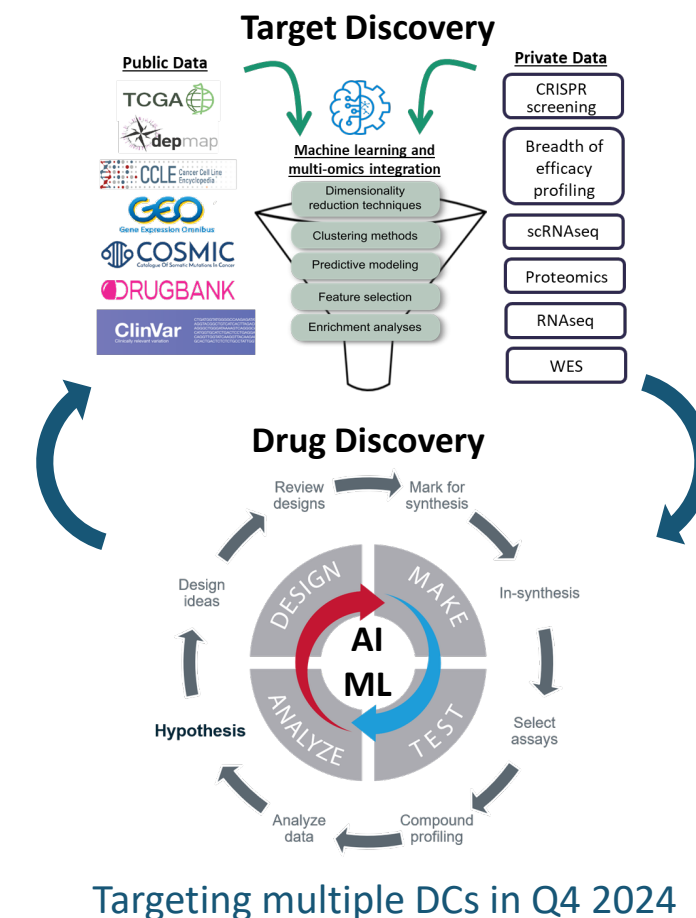 Target Discovery
Public Data
TCGA
depmap
CCLE Cancer Cell Line
Encyclopedia
GEO
Gene Expression Omnibus
COSMIC
Catalogue Of Somatic Mutations In Cancer
DRUGBANK
ClinVar
Clinically relevant variation
Machine learning and
multi-omics integration
Dimensionality
reduction techniques
Clustering methods
Predictive modeling
Feature selection
Enrichment analyses
Private Data
CRISPR
screening
Breadth of
efficacy
profiling
scRNAseq
Proteomics
RNAseq
WES
Drug Discovery
Review
designs
Mark for
synthesis
In-synthesis
Select
assays
Compound
profiling
Analyze
data
Hypothesis
Design
ideas
DESIGN
MAKE
TEST
ANALYZE
AI
ML
Targeting multiple DCs in Q4 2024